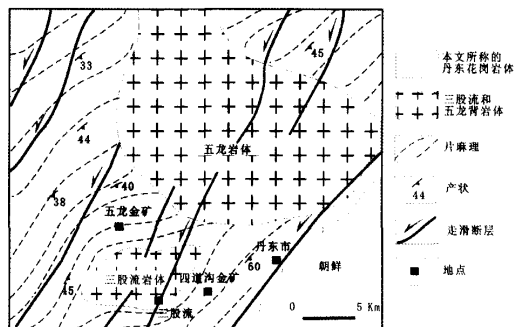 33
45
44
五龙岩体
38
40
五龙金矿
丹东市
三股流岩体
四道沟金矿
60
朝鲜
45
三股流
0 5 Km
本文所称的
丹东花岗岩体
三股流和
五龙背岩体
片麻理
44 产状
走滑断层
地点